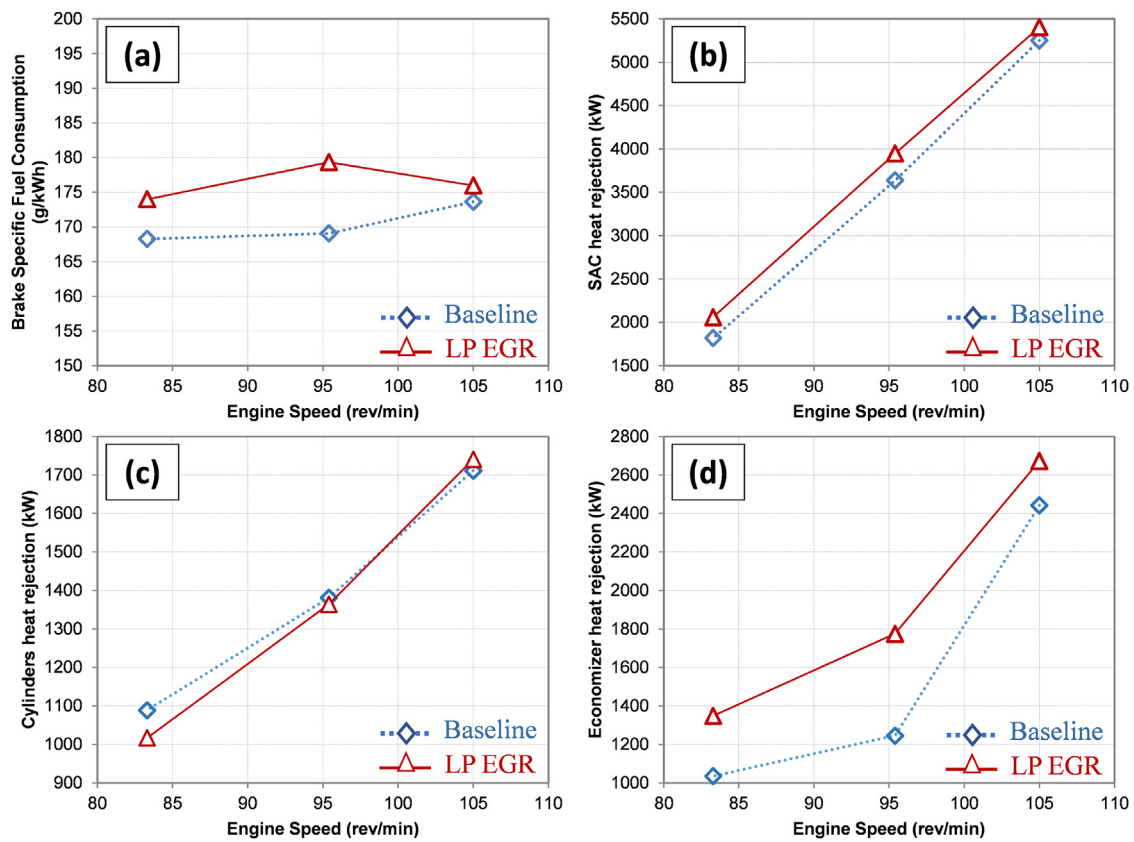 (a)
Brake Specific Fuel Consumption
(g/kWh)
200
195
190
185
180
175
170
165
160
155
150
Baseline
LP EGR
80 85 90 95 100 105 110
Engine Speed (rev/min)
(b)
SAC heat rejection (kW)
5500
5000
4500
4000
3500
3000
2500
2000
1500
Baseline
LP EGR
80 85 90 95 100 105 110
Engine Speed (rev/min)
(c)
Cylinders heat rejection (kW)
1800
1700
1600
1500
1400
1300
1200
1100
1000
900
Baseline
LP EGR
80 85 90 95 100 105 110
Engine Speed (rev/min)
(d)
Economizer heat rejection (kW)
2800
2600
2400
2200
2000
1800
1600
1400
1200
1000
Baseline
LP EGR
80 85 90 95 100 105 110
Engine Speed (rev/min)